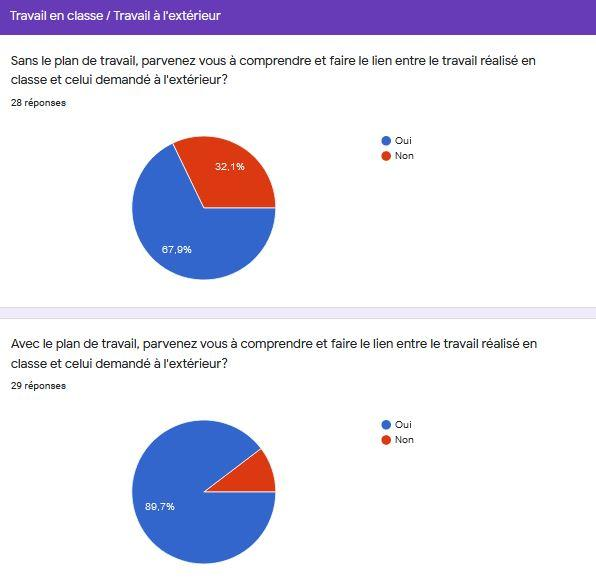 Travail en classe / Travail à l'extérieur
Sans le plan de travail, parvenez vous à comprendre et faire le lien entre le travail réalisé en
classe et celui demandé à l'extérieur?
28 réponses
Oui
Non
32,1%
67,9%
Avec le plan de travail, parvenez vous à comprendre et faire le lien entre le travail réalisé en
classe et celui demandé à l'extérieur?
29 réponses
Oui
Non
89,7%